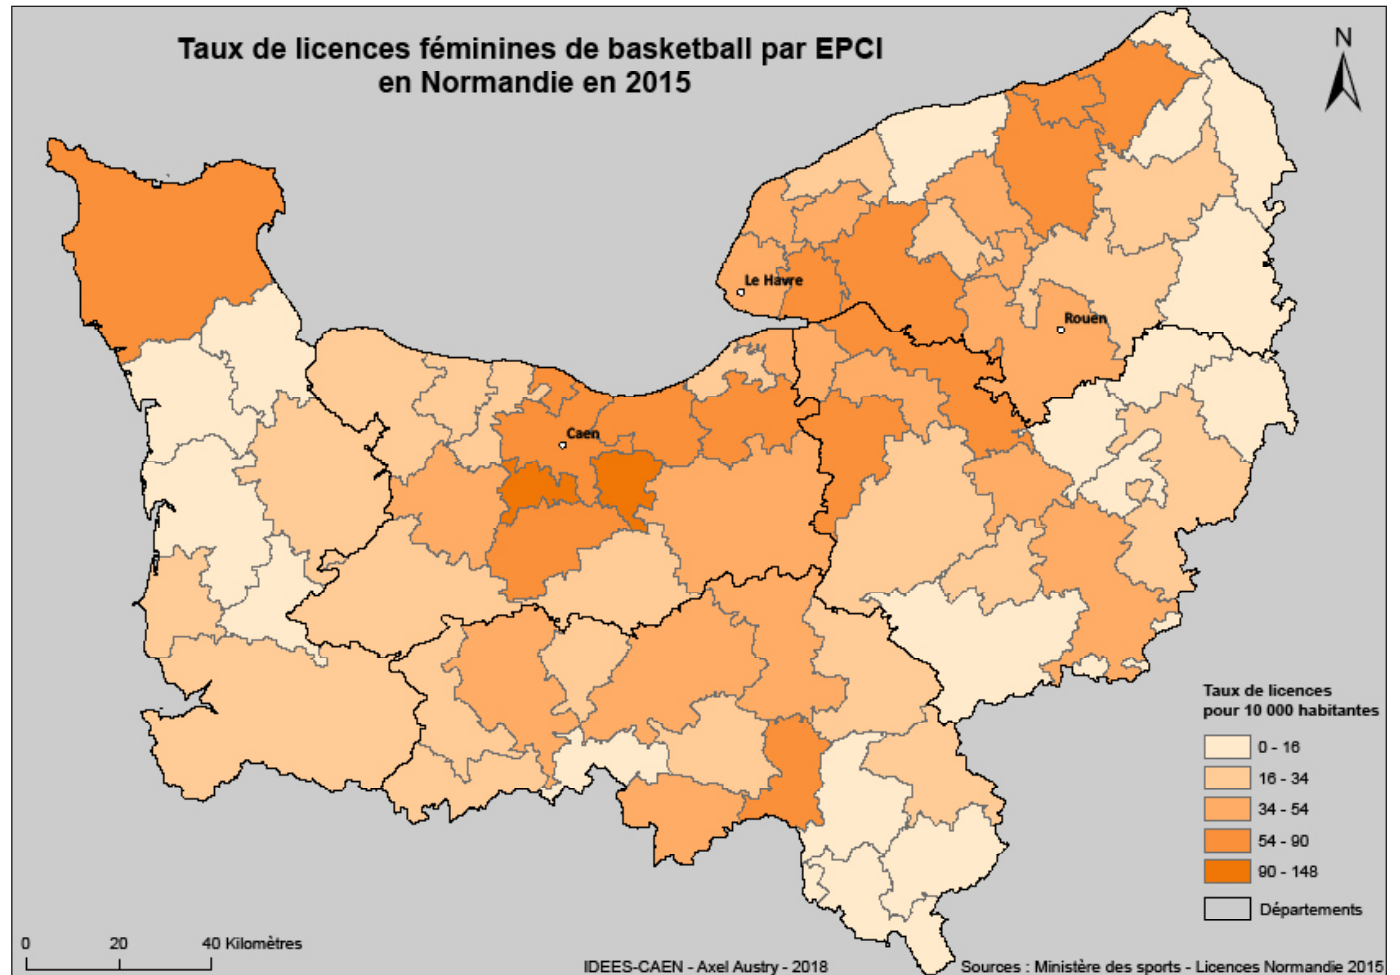 Taux de licences féminines de basketball par EPCI
en Normandie en 2015
N
Le Havre
Rouen
Caen
Taux de licences
pour 10 000 habitantes
0 - 16
16 - 34
34 - 54
54 - 90
90 - 148
Départements
0 20 40 Kilomètres
IDEES-CAEN - Axel Austry - 2018
Sources : Ministère des sports - Licences Normandie 2015